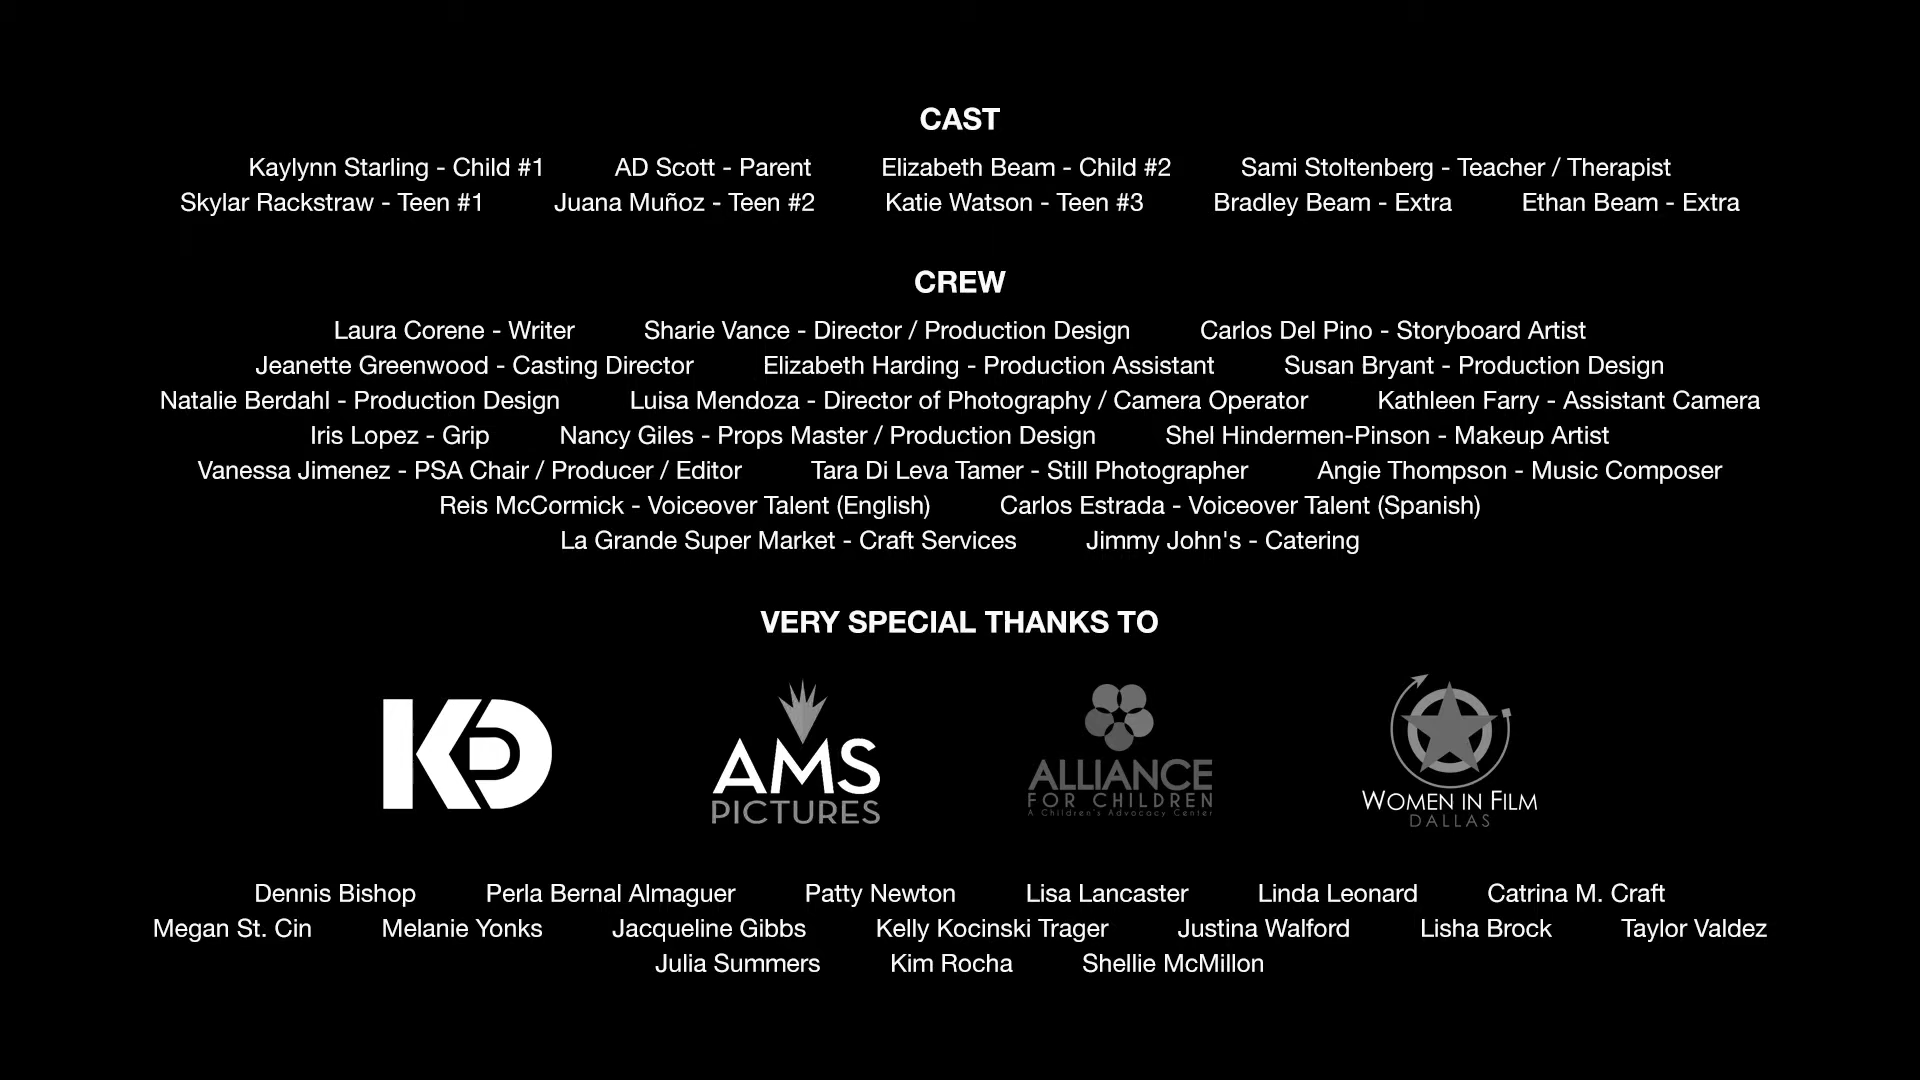 CAST
Kaylynn Starling - Child #1 AD Scott - Parent Elizabeth Beam - Child #2 Sami Stoltenberg - Teacher / Therapist
Skylar Rackstraw - Teen #1 Juana Muñoz - Teen #2 Katie Watson - Teen #3 Bradley Beam - Extra Ethan Beam - Extra
CREW
Laura Corene - Writer Sharie Vance - Director / Production Design Carlos Del Pino - Storyboard Artist
Jeanette Greenwood - Casting Director Elizabeth Harding - Production Assistant Susan Bryant - Production Design
Natalie Berdahl - Production Design Luisa Mendoza - Director of Photography / Camera Operator Kathleen Farry - Assistant Camera
Iris Lopez - Grip Nancy Giles - Props Master / Production Design Shel Hindermen-Pinson - Makeup Artist
Vanessa Jimenez - PSA Chair / Producer / Editor Tara Di Leva Tamer - Still Photographer Angie Thompson - Music Composer
Reis McCormick - Voiceover Talent (English) Carlos Estrada - Voiceover Talent (Spanish)
La Grande Super Market - Craft Services Jimmy John's - Catering
VERY SPECIAL THANKS TO
KD
AMS
PICTURES
ALLIANCE
FOR CHILDREN
A Children's Advocacy Center
WOMEN IN FILM
DALLAS
Dennis Bishop Perla Bernal Almaguer Patty Newton Lisa Lancaster Linda Leonard Catrina M. Craft
Megan St. Cin Melanie Yonks Jacqueline Gibbs Kelly Kocinski Trager Justina Walford Lisha Brock Taylor Valdez
Julia Summers Kim Rocha Shellie McMillon